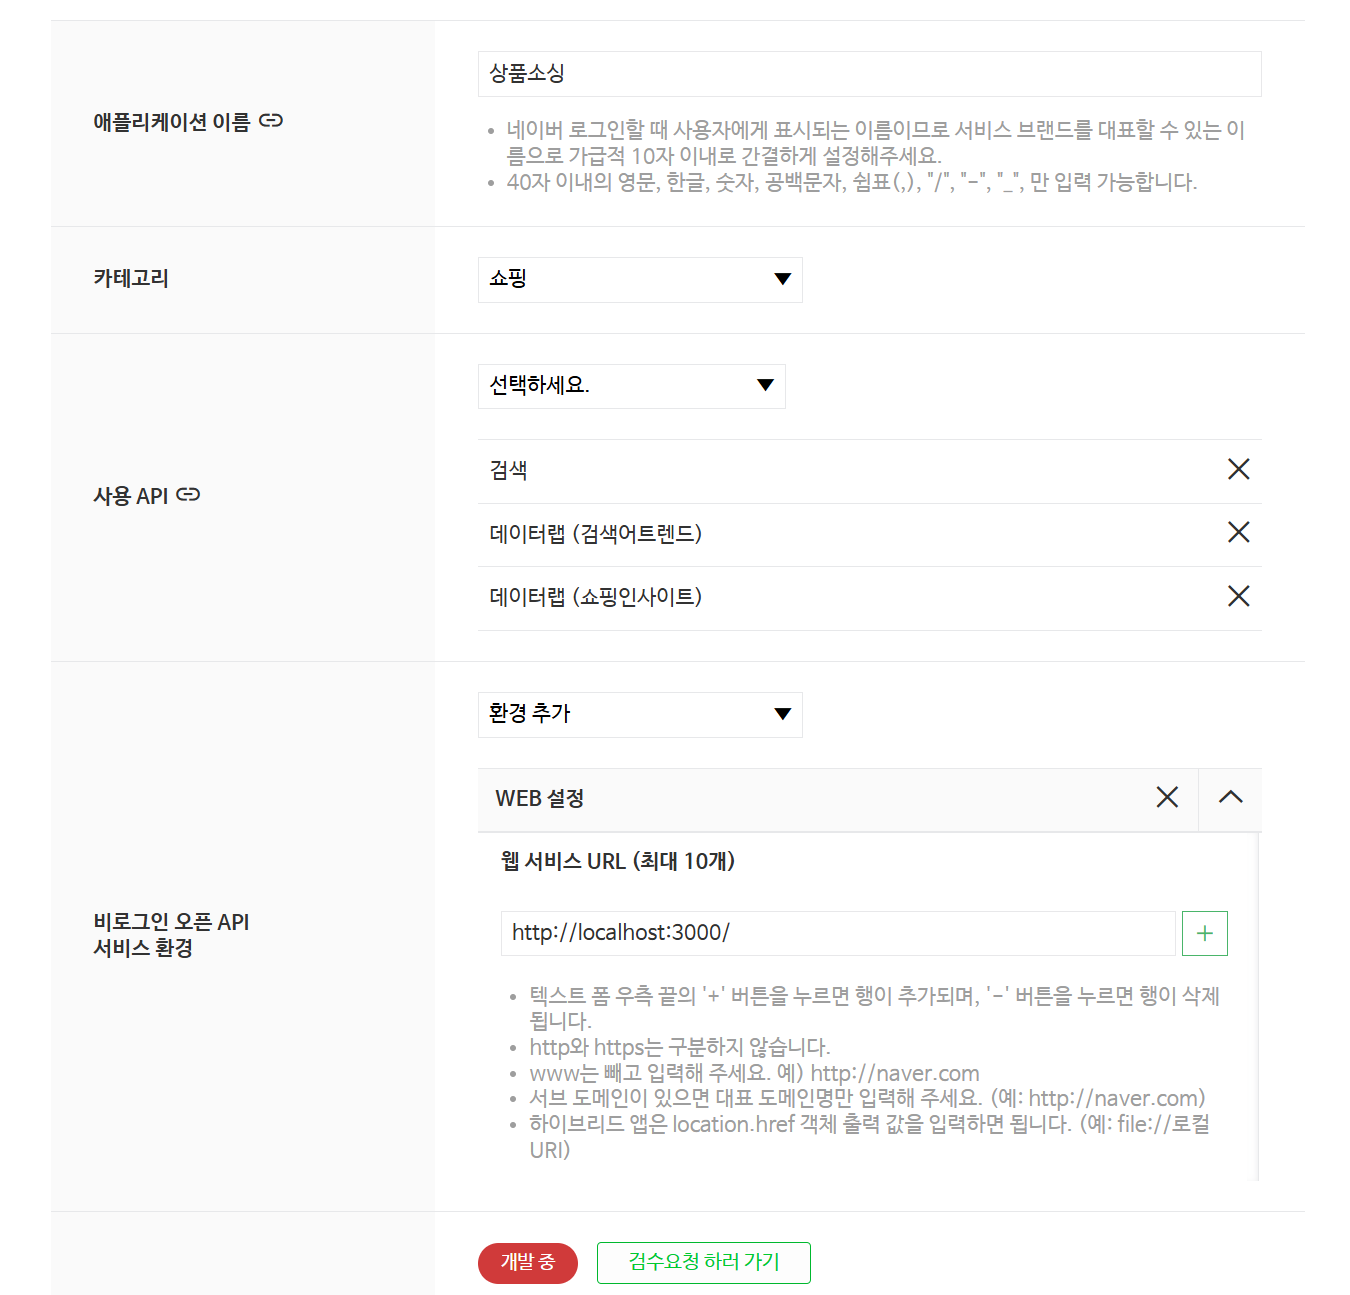 애플리케이션 이름
상품소싱
네이버 로그인할 때 사용자에게 표시되는 이름이므로 서비스 브랜드를 대표할 수 있는 이
름으로 가급적 10자 이내로 간결하게 설정해주세요.
40자 이내의 영문, 한글, 숫자, 공백문자, 쉼표(,), "/", "-", "_", 만 입력 가능합니다.
카테고리
쇼핑
사용 API
선택하세요.
검색
데이터랩 (검색어트렌드)
데이터랩 (쇼핑인사이트)
비로그인 오픈 API
서비스 환경
환경 추가
WEB 설정
웹 서비스 URL (최대 10개)
http://localhost:3000/
텍스트 폼 우측 끝의 '+' 버튼을 누르면 행이 추가되며, '-' 버튼을 누르면 행이 삭제
됩니다.
http와 https는 구분하지 않습니다.
www는 빼고 입력해 주세요. 예) http://naver.com
서브 도메인이 있으면 대표 도메인명만 입력해 주세요. (예: http://naver.com)
하이브리드 앱은 location.href 객체 출력 값을 입력하면 됩니다. (예: file://로컬
URI)
개발 중
검수요청 하러 가기